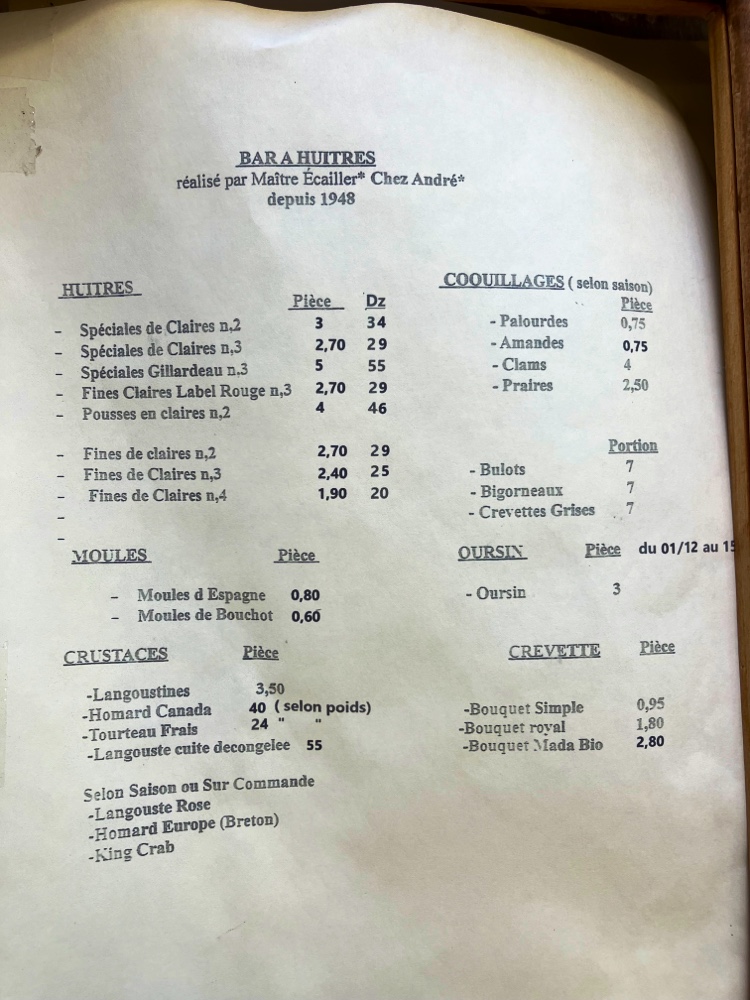 BAR A HUITRES
réalisé par Maître Écailler* Chez André*
depuis 1948
HUITRES
Pièce Dz
- Spéciales de Claires n,2 3 34
- Spéciales de Claires n,3 2,70 29
- Spéciales Gillardeau n,3 5 55
- Fines Claires Label Rouge n,3 2,70 29
- Pousses en claires n,2 4 46
- Fines de claires n,2 2,70 29
- Fines de Claires n,3 2,40 25
- Fines de Claires n,4 1,90 20
-
-
COQUILLAGES ( selon saison)
Pièce
- Palourdes 0,75
- Amandes 0,75
- Clams 4
- Praires 2,50
Portion
- Bulots 7
- Bigorneaux 7
- Crevettes Grises 7
MOULES Pièce
- Moules d Espagne 0,80
- Moules de Bouchot 0,60
OURSIN Pièce du 01/12 au 15
- Oursin 3
CRUSTACES Pièce
-Langoustines 3,50
-Homard Canada 40 ( selon poids)
-Tourteau Frais 24 " "
-Langouste cuite decongelee 55
Selon Saison ou Sur Commande
-Langouste Rose
-Homard Europe (Breton)
-King Crab
CREVETTE Pièce
-Bouquet Simple 0,95
-Bouquet royal 1,80
-Bouquet Mada Bio 2,80